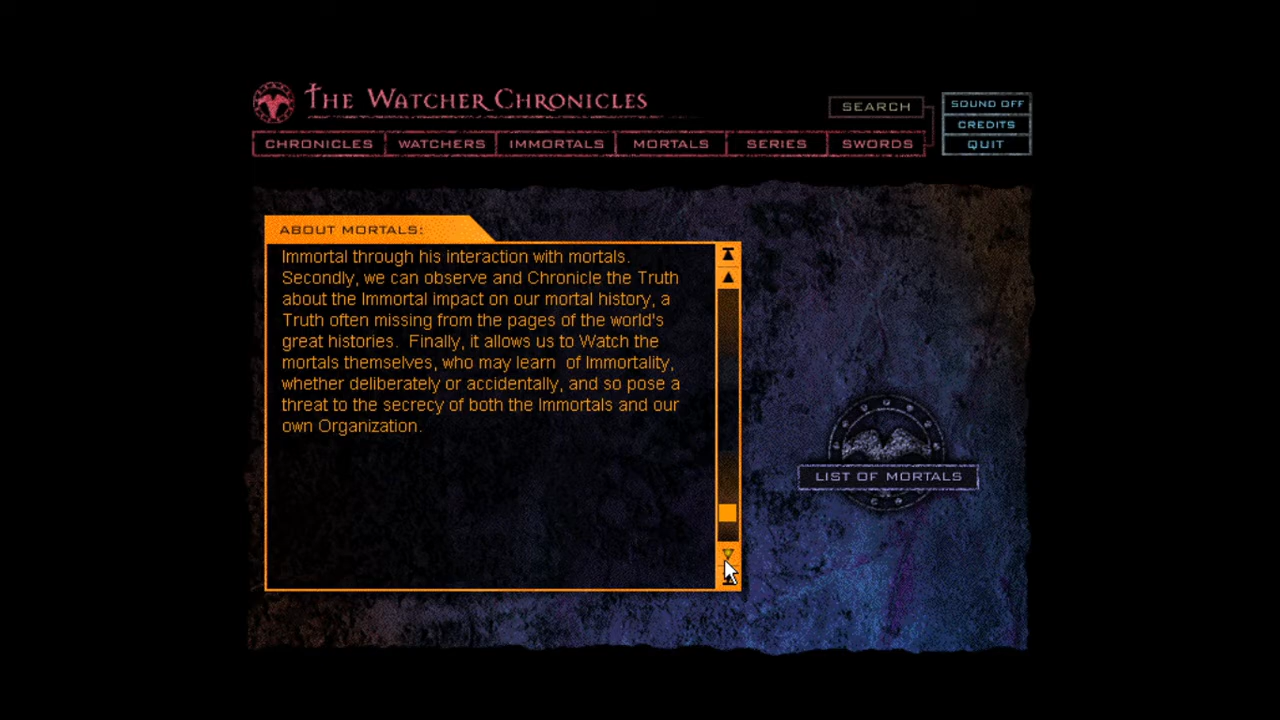 THE WATCHER CHRONICLES
SEARCH
SOUND OFF
CREDITS
QUIT
CHRONICLES WATCHERS IMMORTALS MORTALS SERIES SWORDS
ABOUT MORTALS:
Immortal through his interaction with mortals.
Secondly, we can observe and Chronicle the Truth
about the Immortal impact on our mortal history, a
Truth often missing from the pages of the world's
great histories.  Finally, it allows us to Watch the
mortals themselves, who may learn  of Immortality,
whether deliberately or accidentally, and so pose a
threat to the secrecy of both the Immortals and our
own Organization.
LIST OF MORTALS